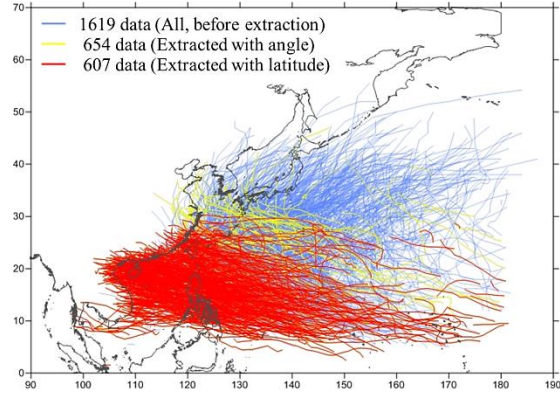 70
60
50
40
30
20
10
0
1619 data (All, before extraction)
654 data (Extracted with angle)
607 data (Extracted with latitude)
90 100 110 120 130 140 150 160 170 180 190